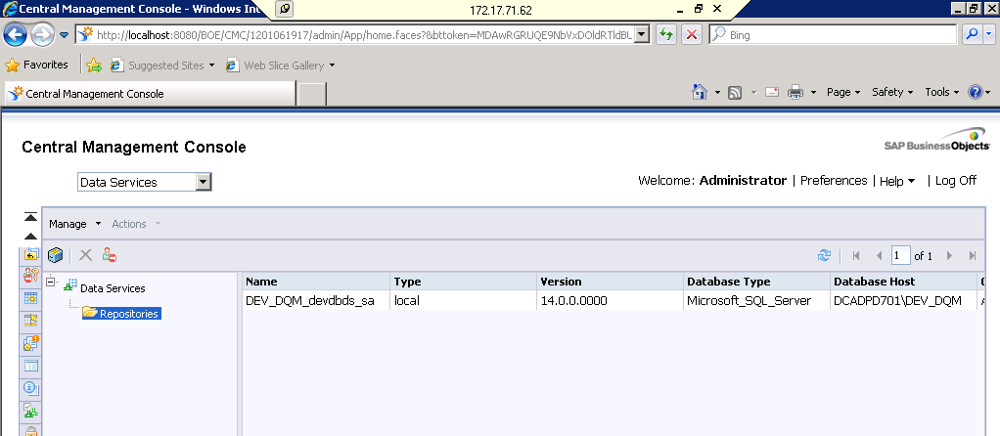 Central Management Console - Windows Int
172.17.71.62
http://localhost:8080/BOE/CMC/1201061917/admin/App/home.faces?&bttoken=MDAwRGRUQE9NbVxDOldRTldBU
Bing
Favorites
Suggested Sites
Web Slice Gallery
Central Management Console
Page
Safety
Tools
Central Management Console
SAP BusinessObjects
Data Services
Welcome: Administrator | Preferences | Help | Log Off
Manage
Actions
1 of 1
Data Services
Repositories
Name Type Version Database Type Database Host
DEV_DQM_devdbds_sa local 14.0.0.0000 Microsoft_SQL_Server DCADPD701\DEV_DQM